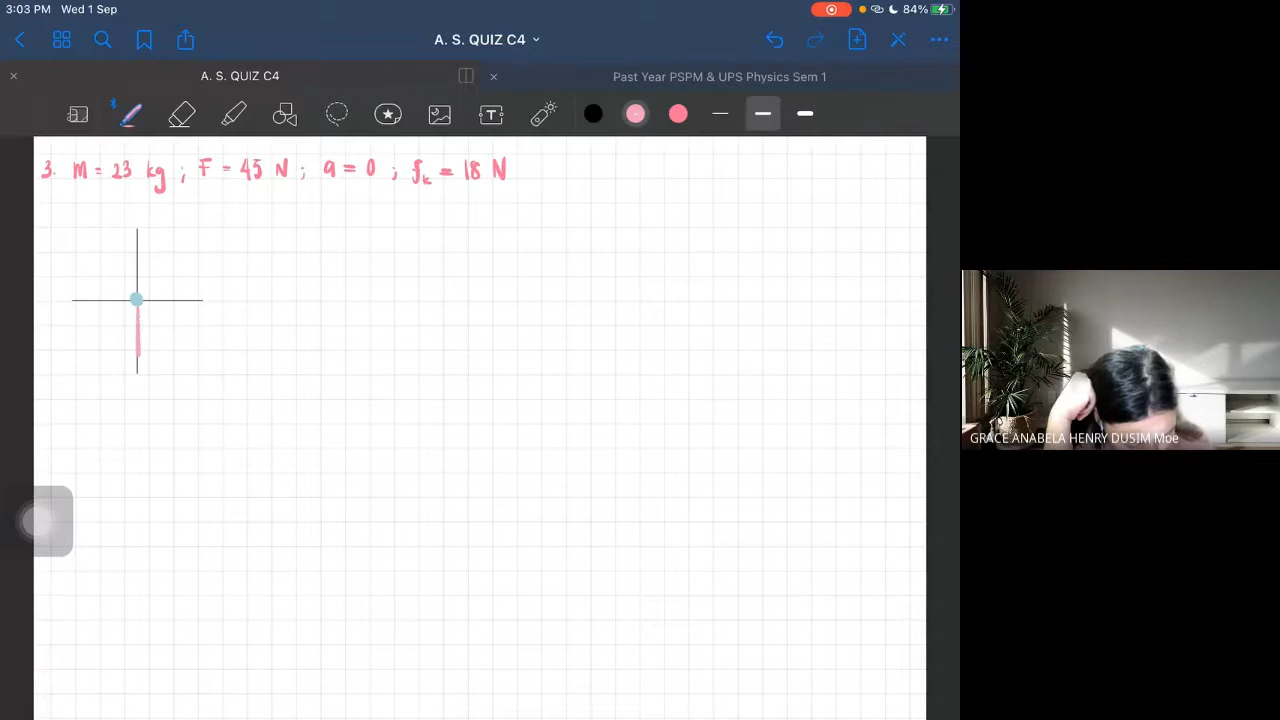 3:03 PM Wed 1 Sep
84%
A. S. QUIZ C4
A. S. QUIZ C4
Past Year PSPM & UPS Physics Sem 1
3. m = 23 kg ; F = 45 N ; a = 0 ; fk = 18 N
GRACE ANABELA HENRY DUSIM Moe